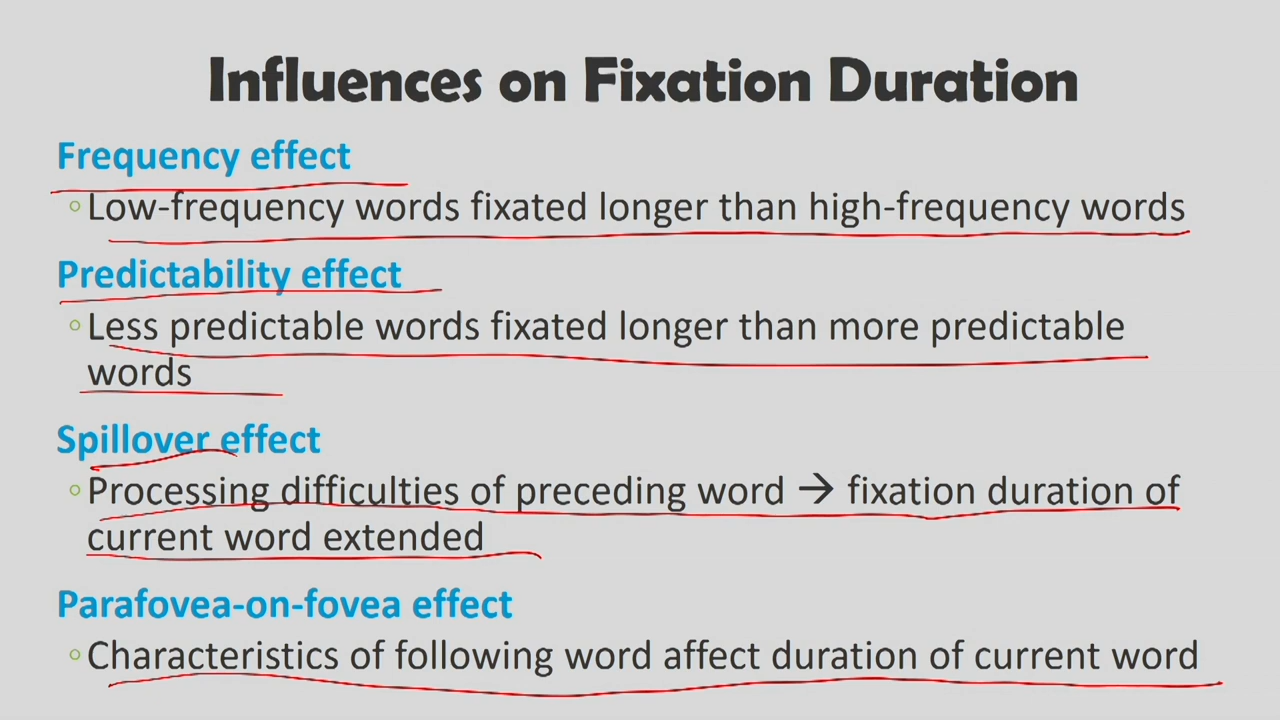 Influences on Fixation Duration
Frequency effect
◦Low-frequency words fixated longer than high-frequency words
Predictability effect
◦Less predictable words fixated longer than more predictable
words
Spillover effect
◦Processing difficulties of preceding word → fixation duration of
current word extended
Parafovea-on-fovea effect
◦Characteristics of following word affect duration of current word